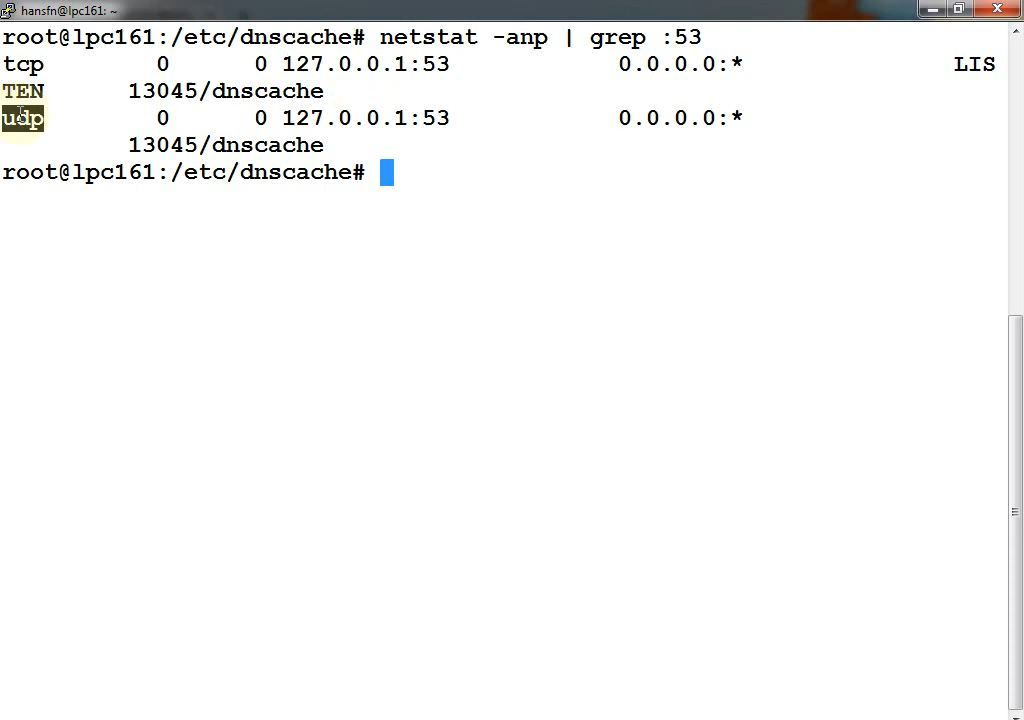 hansfn@lpc161: ~
root@lpc161:/etc/dnscache# netstat -anp | grep :53
tcp        0      0 127.0.0.1:53            0.0.0.0:*               LIS
TEN      13045/dnscache
udp        0      0 127.0.0.1:53            0.0.0.0:*
         13045/dnscache
root@lpc161:/etc/dnscache#